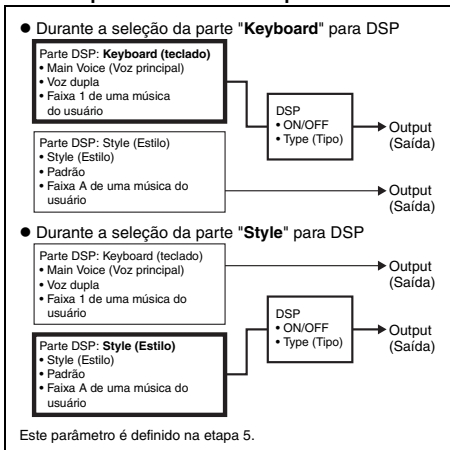 ● Durante a seleção da parte "Keyboard" para DSP
Parte DSP: Keyboard (teclado)
• Main Voice (Voz principal)
• Voz dupla
• Faixa 1 de uma música
do usuário
DSP
• ON/OFF
• Type (Tipo)
Output
(Saída)
Parte DSP: Style (Estilo)
• Style (Estilo)
• Padrão
• Faixa A de uma música do
usuário
Output
(Saída)
● Durante a seleção da parte "Style" para DSP
Parte DSP: Keyboard (teclado)
• Main Voice (Voz principal)
• Voz dupla
• Faixa 1 de uma música do
usuário
Output
(Saída)
DSP
• ON/OFF
• Type (Tipo)
Output
(Saída)
Parte DSP: Style (Estilo)
• Style (Estilo)
• Padrão
• Faixa A de uma música do
usuário
Este parâmetro é definido na etapa 5.